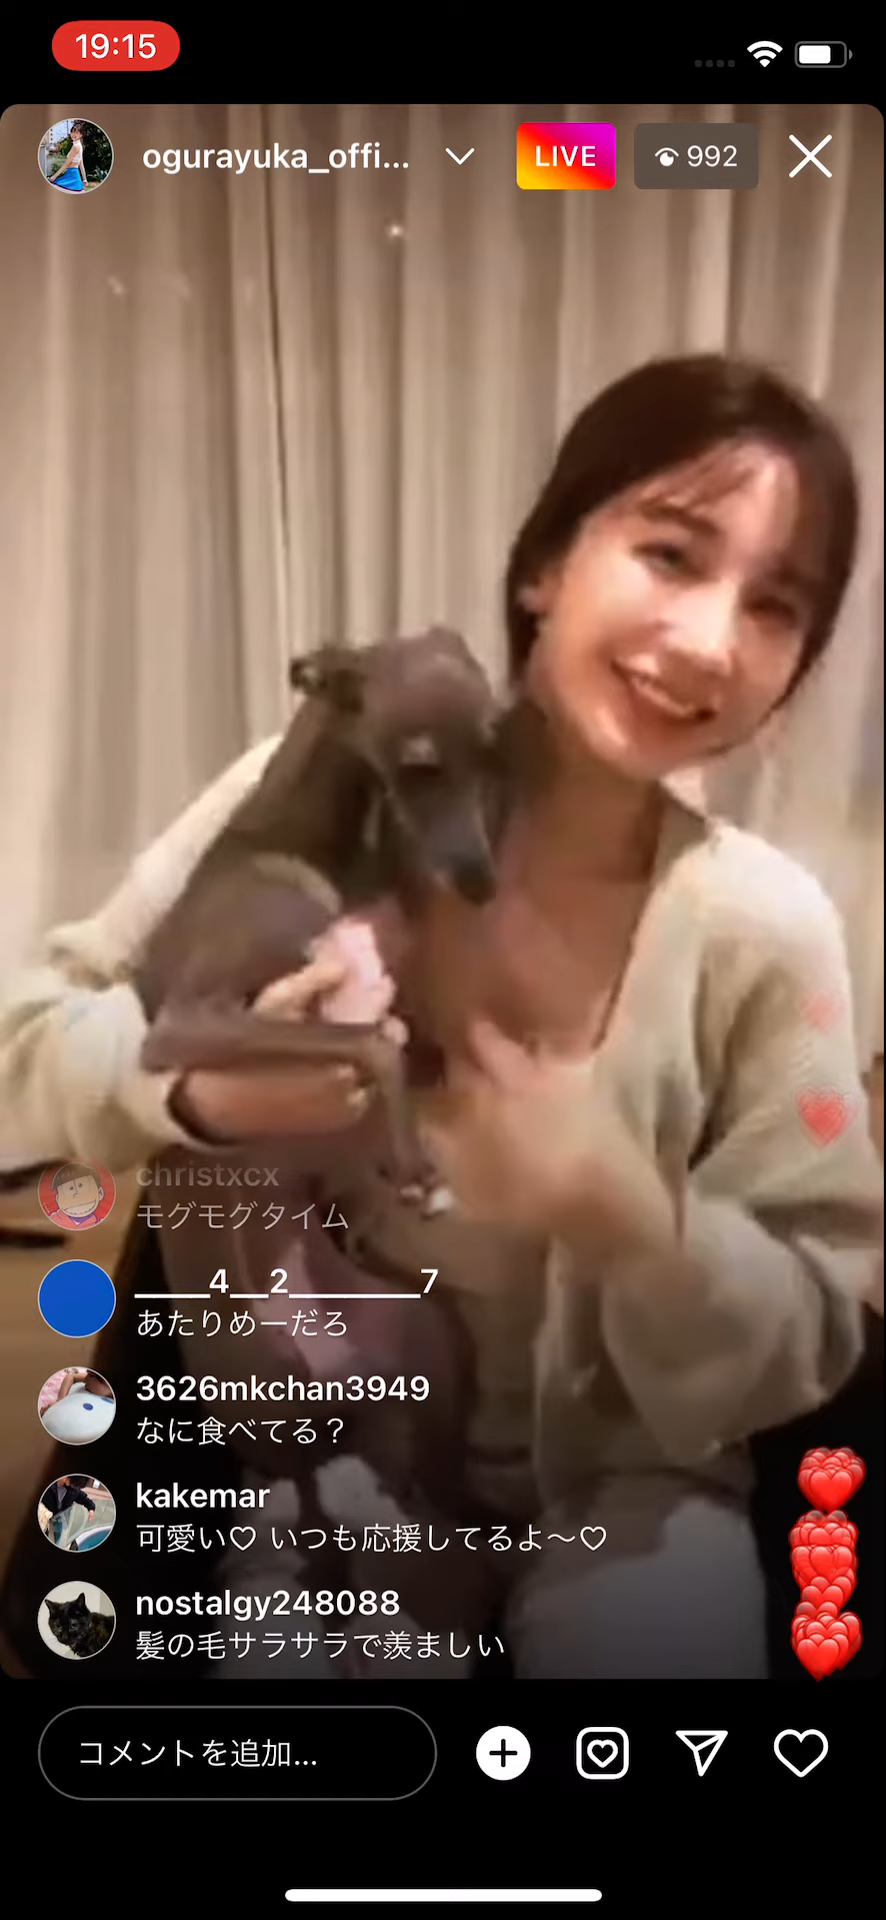 19:15
ogurayuka_offi...
LIVE
992
christxcx
モグモグタイム
____4__2_______7
あたりめーだろ
3626mkchan3949
なに食べてる？
kakemar
可愛い♡ いつも応援してるよ〜♡
nostalgy248088
髪の毛サラサラで羨ましい
コメントを追加...